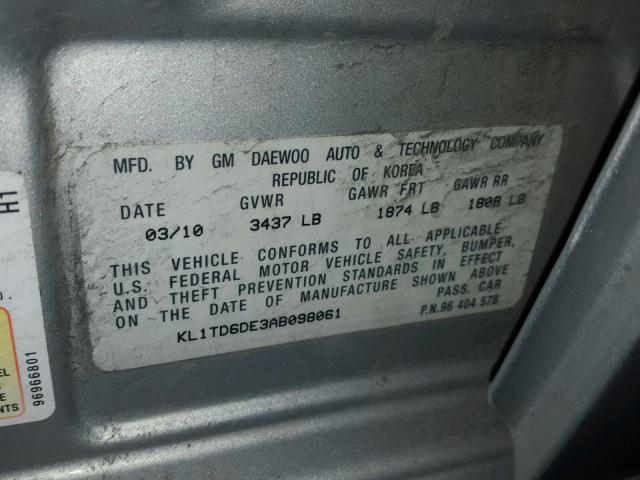 MFD. BY GM DAEWOO AUTO & TECHNOLOGY COMPANY
REPUBLIC OF KOREA
DATE GVWR GAWR FRT GAWR RR
03/10 3437 LB 1874 LB 1808 LB
THIS VEHICLE CONFORMS TO ALL APPLICABLE
U.S. FEDERAL MOTOR VEHICLE SAFETY, BUMPER,
AND THEFT PREVENTION STANDARDS IN EFFECT
ON THE DATE OF MANUFACTURE SHOWN ABOVE
PASS. CAR
KL1TD6DE3AB098061 P.N.96 404 578
H1
96966801